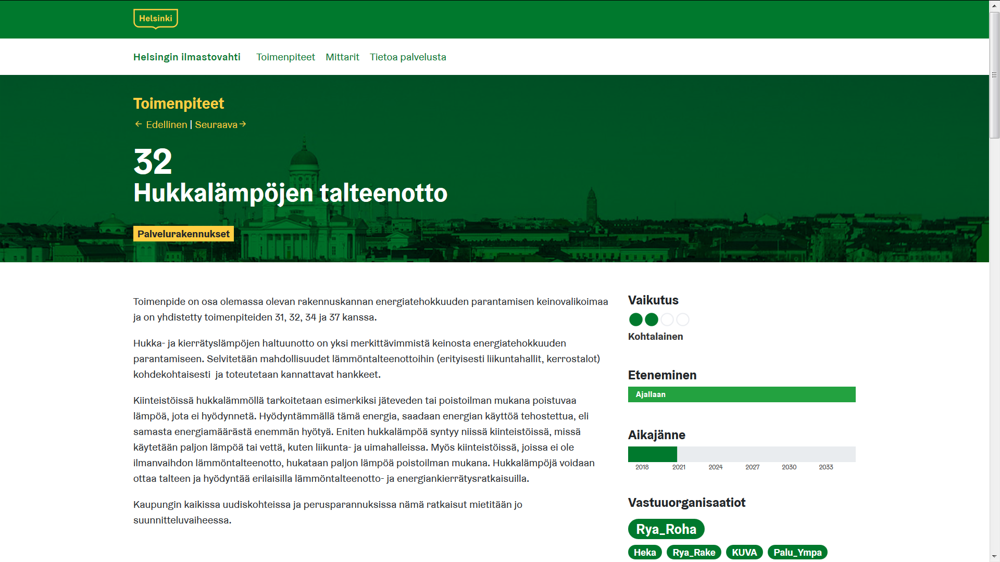 Helsinki
Helsingin ilmastovahti Toimenpiteet Mittarit Tietoa palvelusta
Toimenpiteet
← Edellinen | Seuraava →
32
Hukkalämpöjen talteenotto
Palvelurakennukset
Toimenpide on osa olemassa olevan rakennuskannan energiatehokkuuden parantamisen keinovalikoimaa
ja on yhdistetty toimenpiteiden 31, 32, 34 ja 37 kanssa.
Hukka- ja kierrätyslämpöjen haltuunotto on yksi merkittävimmistä keinosta energiatehokkuuden
parantamiseen. Selvitetään mahdollisuudet lämmöntalteenottoihin (erityisesti liikuntahallit, kerrostalot)
kohdekohtaisesti  ja toteutetaan kannattavat hankkeet.
Kiinteistöissä hukkalämmöllä tarkoitetaan esimerkiksi jäteveden tai poistoilman mukana poistuvaa
lämpöä, jota ei hyödynnetä. Hyödyntämmällä tämä energia, saadaan energian käyttöä tehostettua, eli
samasta energiamäärästä enemmän hyötyä. Eniten hukkalämpöä syntyy niissä kiinteistöissä, missä
käytetään paljon lämpöä tai vettä, kuten liikunta- ja uimahalleissa. Myös kiinteistöissä, joissa ei ole
ilmanvaihdon lämmöntalteenotto, hukataan paljon lämpöä poistoilman mukana. Hukkalämpöjä voidaan
ottaa talteen ja hyödyntää erilaisilla lämmöntalteenotto- ja energiankierrätysratkaisuilla.
Kaupungin kaikissa uudiskohteissa ja perusparannuksissa nämä ratkaisut mietitään jo
suunnitteluvaiheessa.
Vaikutus
Kohtalainen
Eteneminen
Ajallaan
Aikajänne
2018 2021 2024 2027 2030 2033
Vastuuorganisaatiot
Rya_Roha
Heka Rya_Rake KUVA Palu_Ympa